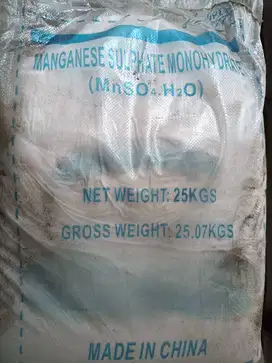 MANGANESE SULPHATE MONOHYDRATE
(MnSO₄.H₂O)
NET WEIGHT: 25KGS
GROSS WEIGHT: 25.07KGS
MADE IN CHINA